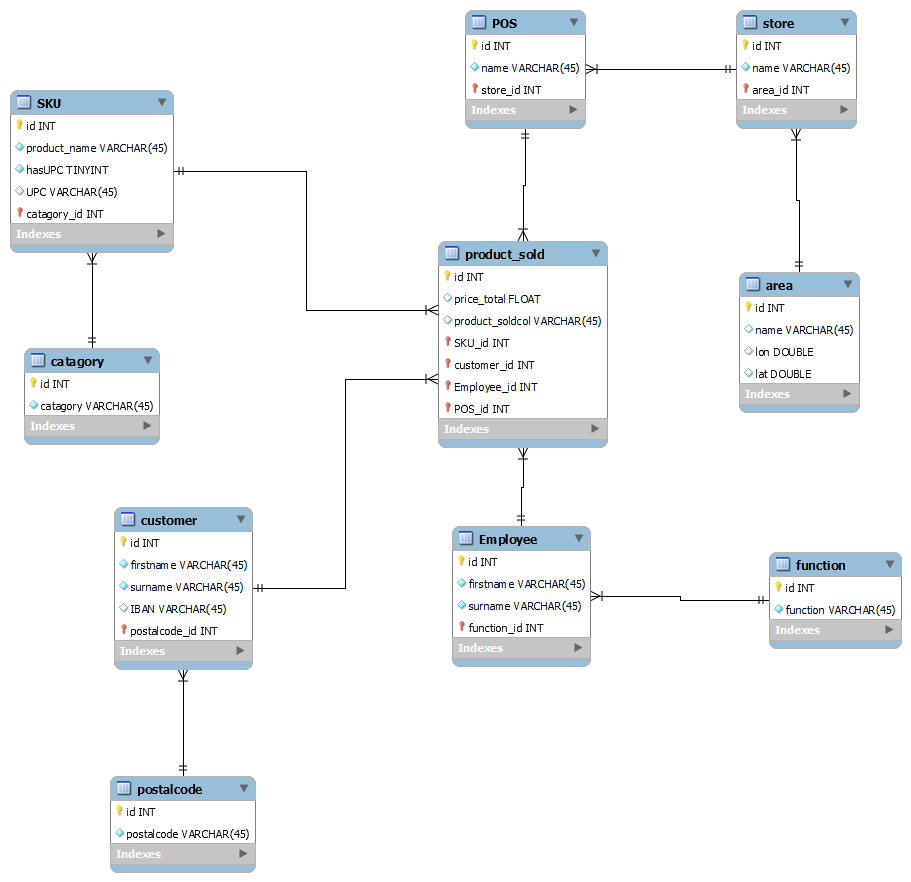 POS
id INT
name VARCHAR(45)
store_id INT
Indexes
store
id INT
name VARCHAR(45)
area_id INT
Indexes
SKU
id INT
product_name VARCHAR(45)
hasUPC TINYINT
UPC VARCHAR(45)
catagory_id INT
Indexes
product_sold
id INT
price_total FLOAT
product_soldcol VARCHAR(45)
SKU_id INT
customer_id INT
Employee_id INT
POS_id INT
Indexes
area
id INT
name VARCHAR(45)
lon DOUBLE
lat DOUBLE
Indexes
catagory
id INT
catagory VARCHAR(45)
Indexes
customer
id INT
firstname VARCHAR(45)
surname VARCHAR(45)
IBAN VARCHAR(45)
postalcode_id INT
Indexes
Employee
id INT
firstname VARCHAR(45)
surname VARCHAR(45)
function_id INT
Indexes
function
id INT
function VARCHAR(45)
Indexes
postalcode
id INT
postalcode VARCHAR(45)
Indexes